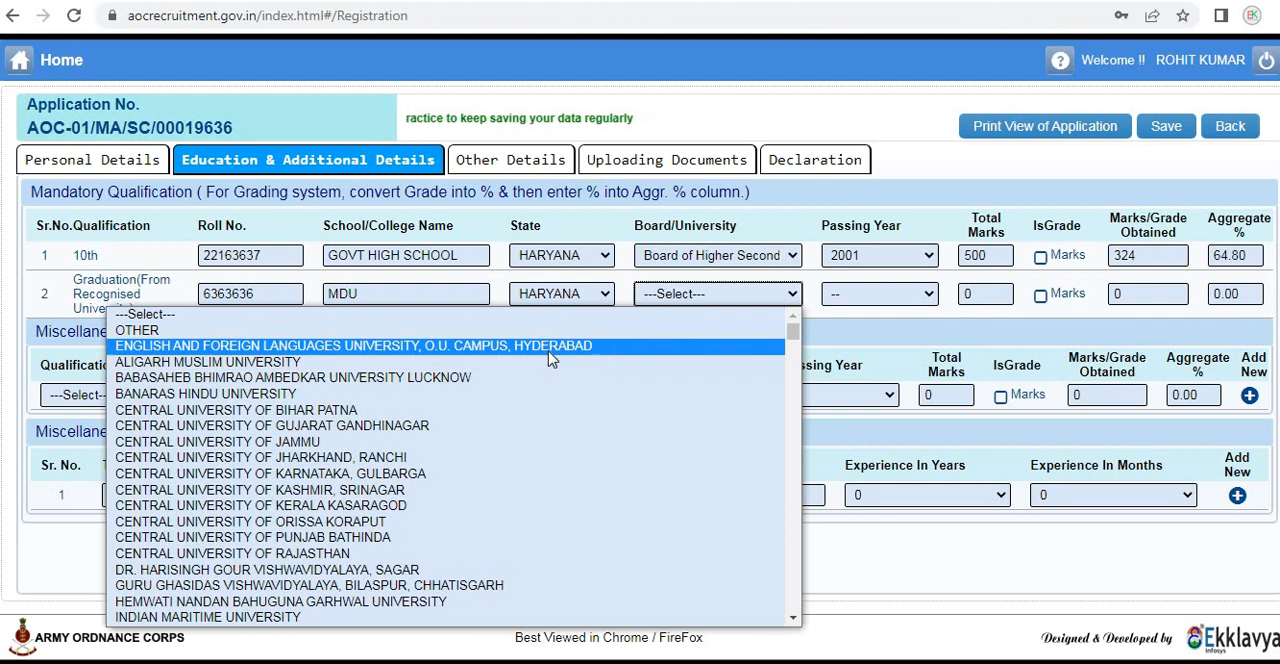 aocrecruitment.gov.in/index.html#/Registration
Home
? Welcome !! ROHIT KUMAR
Application No.
AOC-01/MA/SC/00019636
ractice to keep saving your data regularly
Print View of Application Save Back
Personal Details Education & Additional Details Other Details Uploading Documents Declaration
Mandatory Qualification ( For Grading system, convert Grade into % & then enter % into Aggr. % column.)
Sr.No. Qualification Roll No. School/College Name State Board/University Passing Year Total Marks IsGrade Marks/Grade Obtained Aggregate %
1 10th 22163637 GOVT HIGH SCHOOL HARYANA Board of Higher Second 2001 500 Marks 324 64.80
2 Graduation(From Recognised University) 6363636 MDU HARYANA ---Select--- -- 0 Marks 0 0.00
---Select---
OTHER
ENGLISH AND FOREIGN LANGUAGES UNIVERSITY, O.U. CAMPUS, HYDERABAD
ALIGARH MUSLIM UNIVERSITY
BABASAHEB BHIMRAO AMBEDKAR UNIVERSITY LUCKNOW
BANARAS HINDU UNIVERSITY
CENTRAL UNIVERSITY OF BIHAR PATNA
CENTRAL UNIVERSITY OF GUJARAT GANDHINAGAR
CENTRAL UNIVERSITY OF JAMMU
CENTRAL UNIVERSITY OF JHARKHAND, RANCHI
CENTRAL UNIVERSITY OF KARNATAKA, GULBARGA
CENTRAL UNIVERSITY OF KASHMIR, SRINAGAR
CENTRAL UNIVERSITY OF KERALA KASARAGOD
CENTRAL UNIVERSITY OF ORISSA KORAPUT
CENTRAL UNIVERSITY OF PUNJAB BATHINDA
CENTRAL UNIVERSITY OF RAJASTHAN
DR. HARISINGH GOUR VISHWAVIDYALAYA, SAGAR
GURU GHASIDAS VISHWAVIDYALAYA, BILASPUR, CHHATISGARH
HEMWATI NANDAN BAHUGUNA GARHWAL UNIVERSITY
INDIAN MARITIME UNIVERSITY
Miscellane
Qualification ssing Year Total Marks IsGrade Marks/Grade Obtained Aggregate % Add New
---Select-- 0 Marks 0 0.00
Miscellane
Sr. No. Experience In Years Experience In Months Add New
1 0 0
ARMY ORDNANCE CORPS
Best Viewed in Chrome / FireFox
Designed & Developed by Ekklavya Infosys